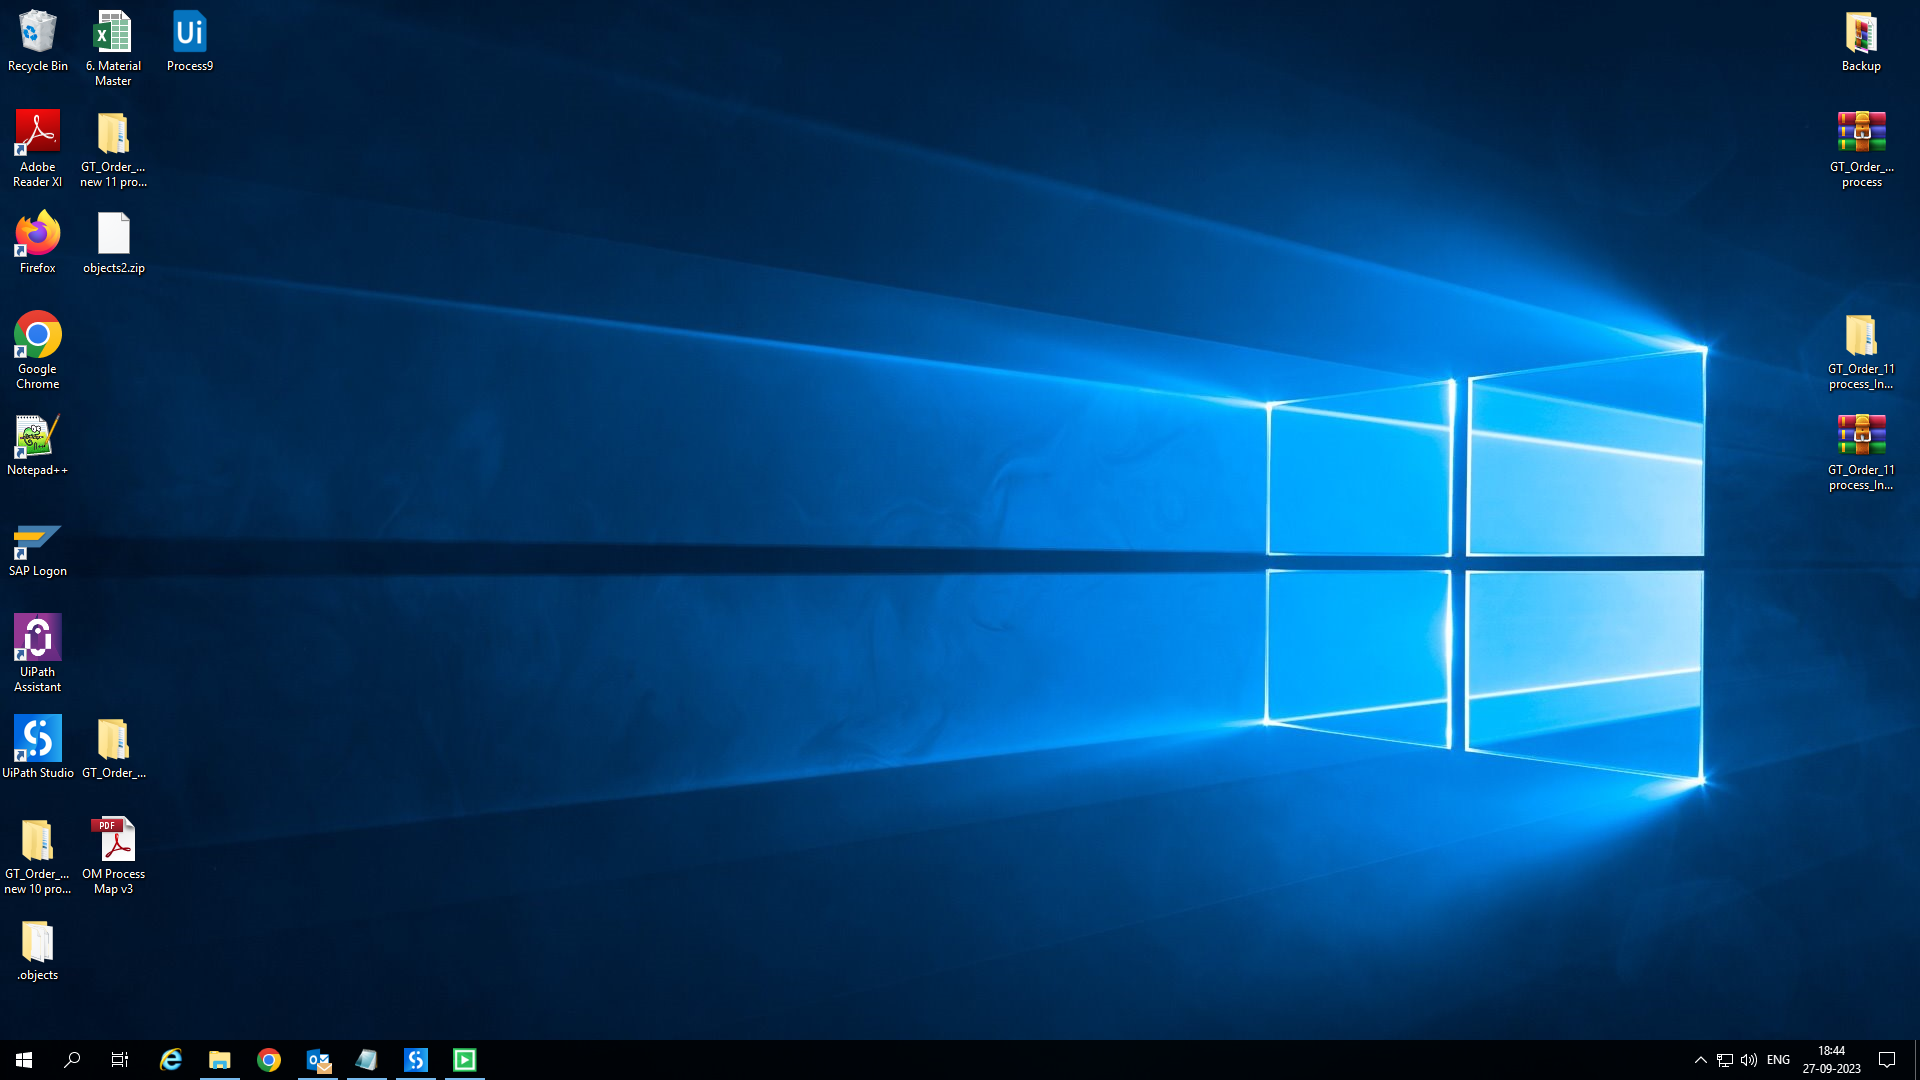 Recycle Bin
6. Material
Master
Ui
Process9
Adobe
Reader XI
GT_Order_...
new 11 pro...
Firefox
objects2.zip
Google
Chrome
Notepad++
SAP Logon
UiPath
Assistant
UiPath Studio
GT_Order_...
GT_Order_...
new 10 pro...
PDF
OM Process
Map v3
.objects
Backup
GT_Order_...
process
GT_Order_11
process_In...
GT_Order_11
process_In...
ENG
18:44
27-09-2023